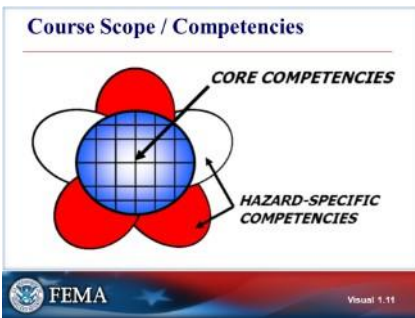 Course Scope / Competencies
CORE COMPETENCIES
HAZARD-SPECIFIC
COMPETENCIES
FEMA
Visual 1.11